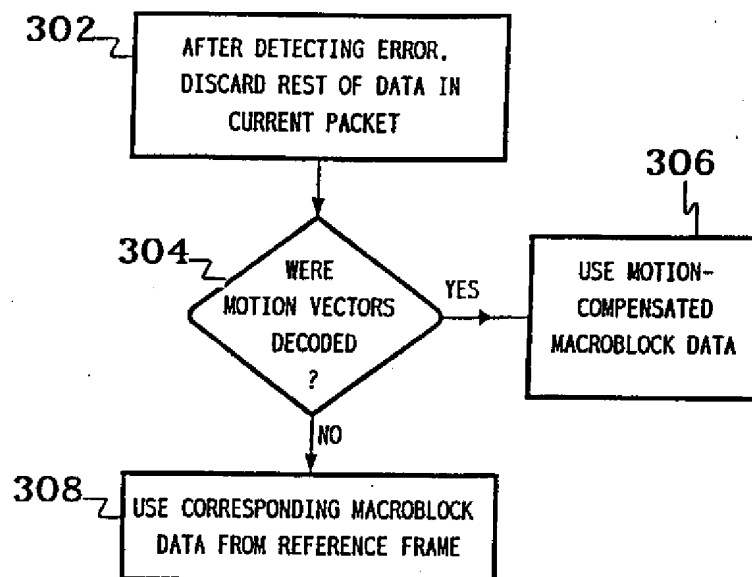 302
AFTER DETECTING ERROR.
DISCARD REST OF DATA IN
CURRENT PACKET
304
WERE
MOTION VECTORS
DECODED
?
YES
306
USE MOTION-
COMPENSATED
MACROBLOCK DATA
NO
308
USE CORRESPONDING MACROBLOCK
DATA FROM REFERENCE FRAME